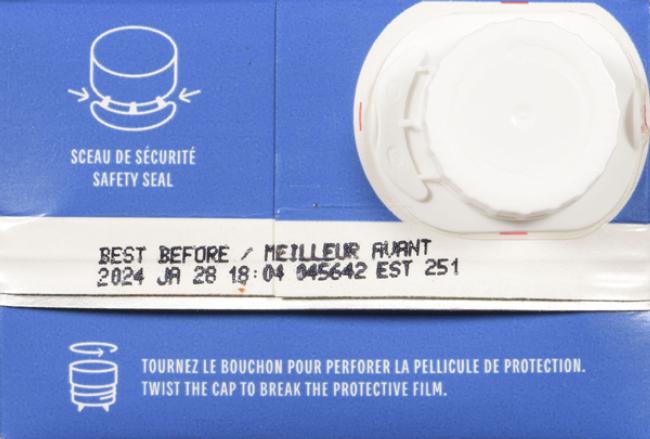 SCEAU DE SÉCURITÉ
SAFETY SEAL
BEST BEFORE / MEILLEUR AVANT
2024 JA 28 18:04 045642 EST 251
TOURNEZ LE BOUCHON POUR PERFORER LA PELLICULE DE PROTECTION.
TWIST THE CAP TO BREAK THE PROTECTIVE FILM.